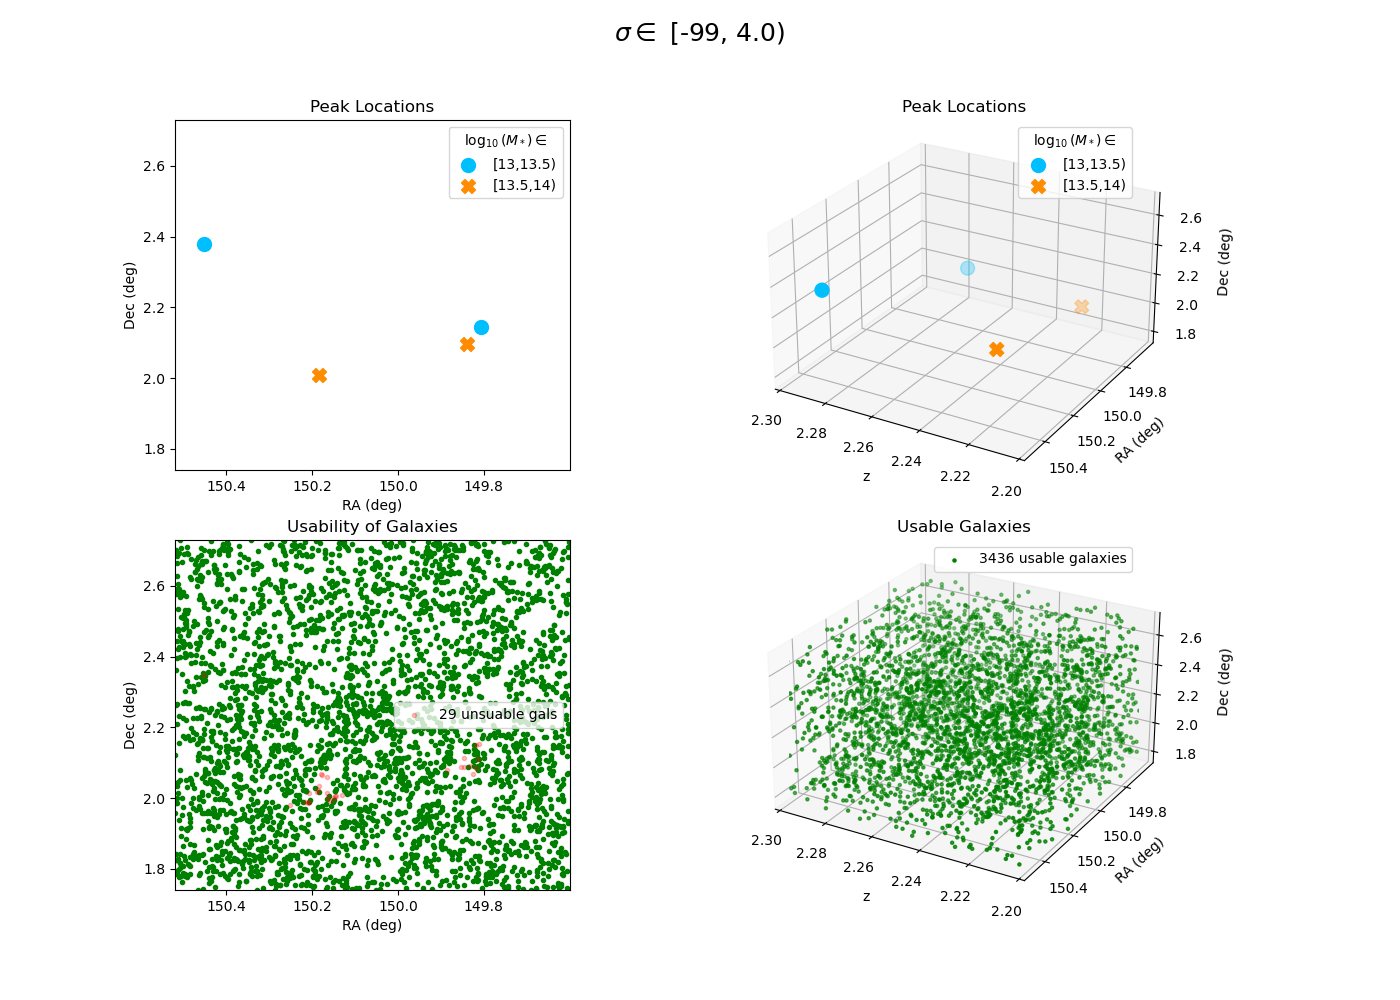 σ ∈ [-99, 4.0)
Peak Locations
log₁₀(M*) ∈
[13,13.5)
[13.5,14)
2.6
2.4
2.2
2.0
1.8
Dec (deg)
150.4 150.2 150.0 149.8
RA (deg)
Peak Locations
log₁₀(M*) ∈
[13,13.5)
[13.5,14)
2.6
2.4
2.2
2.0
1.8
Dec (deg)
149.8
150.0
150.2
150.4
RA (deg)
2.30
2.28
2.26
2.24
2.22
2.20
z
Usability of Galaxies
29 unsuable gals
2.6
2.4
2.2
2.0
1.8
Dec (deg)
150.4 150.2 150.0 149.8
RA (deg)
Usable Galaxies
3436 usable galaxies
2.6
2.4
2.2
2.0
1.8
Dec (deg)
149.8
150.0
150.2
150.4
RA (deg)
2.30
2.28
2.26
2.24
2.22
2.20
z